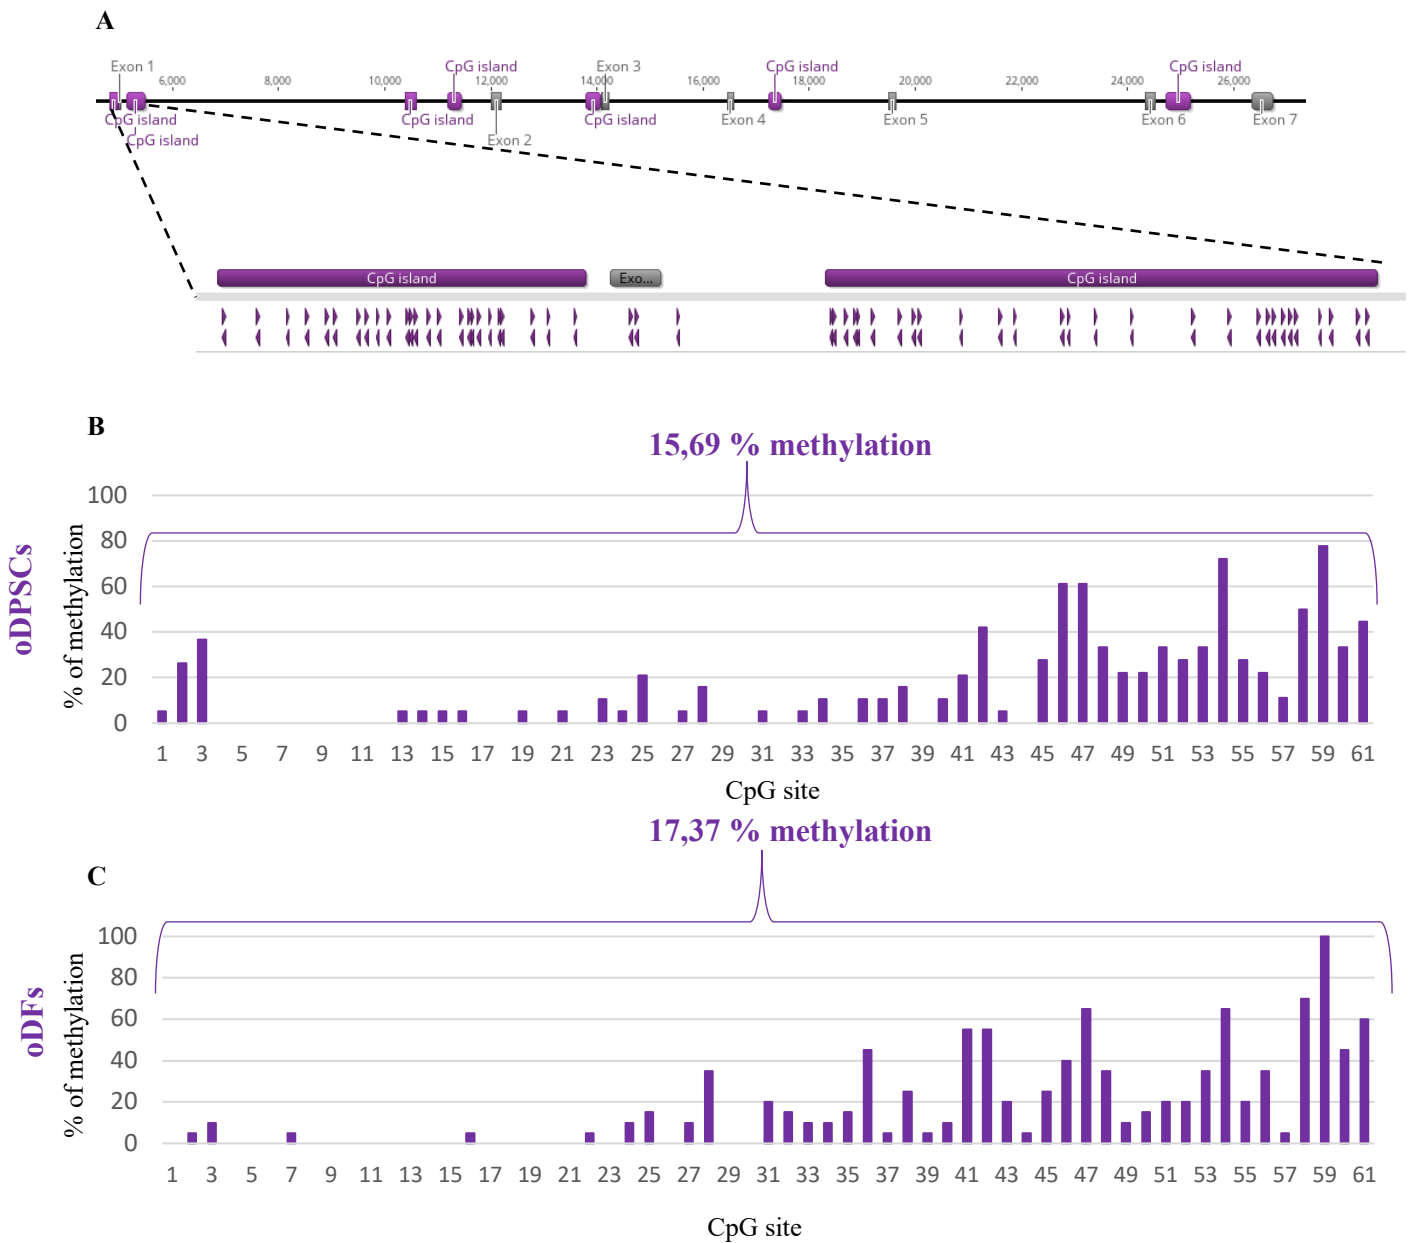 A
Exon 1 CpG island Exon 3 CpG island CpG island
6,000 8,000 10,000 12,000 14,000 16,000 18,000 20,000 22,000 24,000 26,000
CpG island CpG island CpG island Exon 4 Exon 5 Exon 6 Exon 7
CpG island Exon 2
CpG island Exo... CpG island
B
15,69 % methylation
oDPSCs
% of methylation
100
80
60
40
20
0
1 3 5 7 9 11 13 15 17 19 21 23 25 27 29 31 33 35 37 39 41 43 45 47 49 51 53 55 57 59 61
CpG site
17,37 % methylation
C
oDFs
% of methylation
100
80
60
40
20
0
1 3 5 7 9 11 13 15 17 19 21 23 25 27 29 31 33 35 37 39 41 43 45 47 49 51 53 55 57 59 61
CpG site